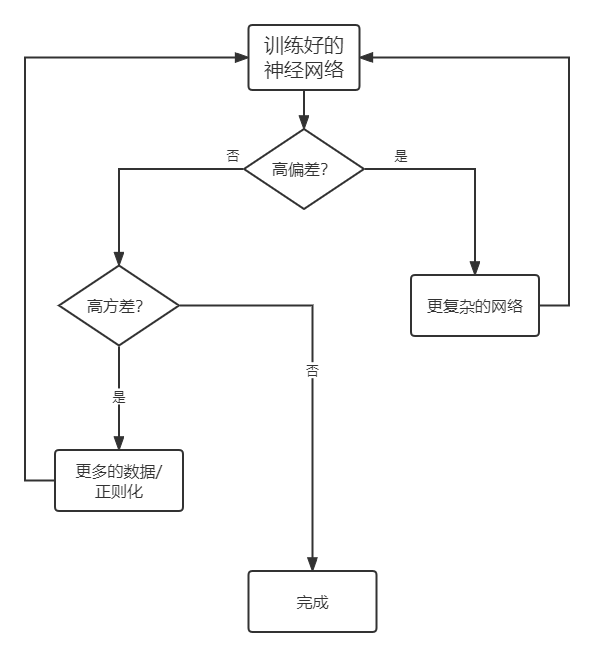 训练好的
神经网络
否
高偏差?
是
高方差?
更复杂的网络
否
是
更多的数据/
正则化
完成